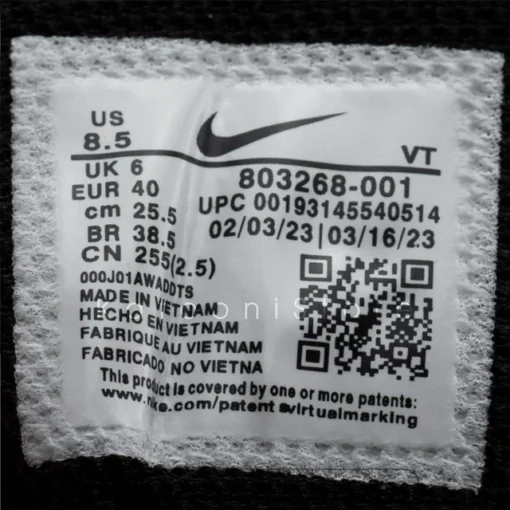 US
8.5
VT
UK 6
EUR 40
cm 25.5
BR 38.5
CN 255(2.5)
803268-001
UPC 00193145540514
02/03/23|03/16/23
000J01AWADDTS
MADE IN VIETNAM
HECHO EN VIETNAM
FABRIQUE AU VIETNAM
FABRICADO NO VIETNA
This product is covered by one or more patents:
www.nike.com/patents virtualmarking